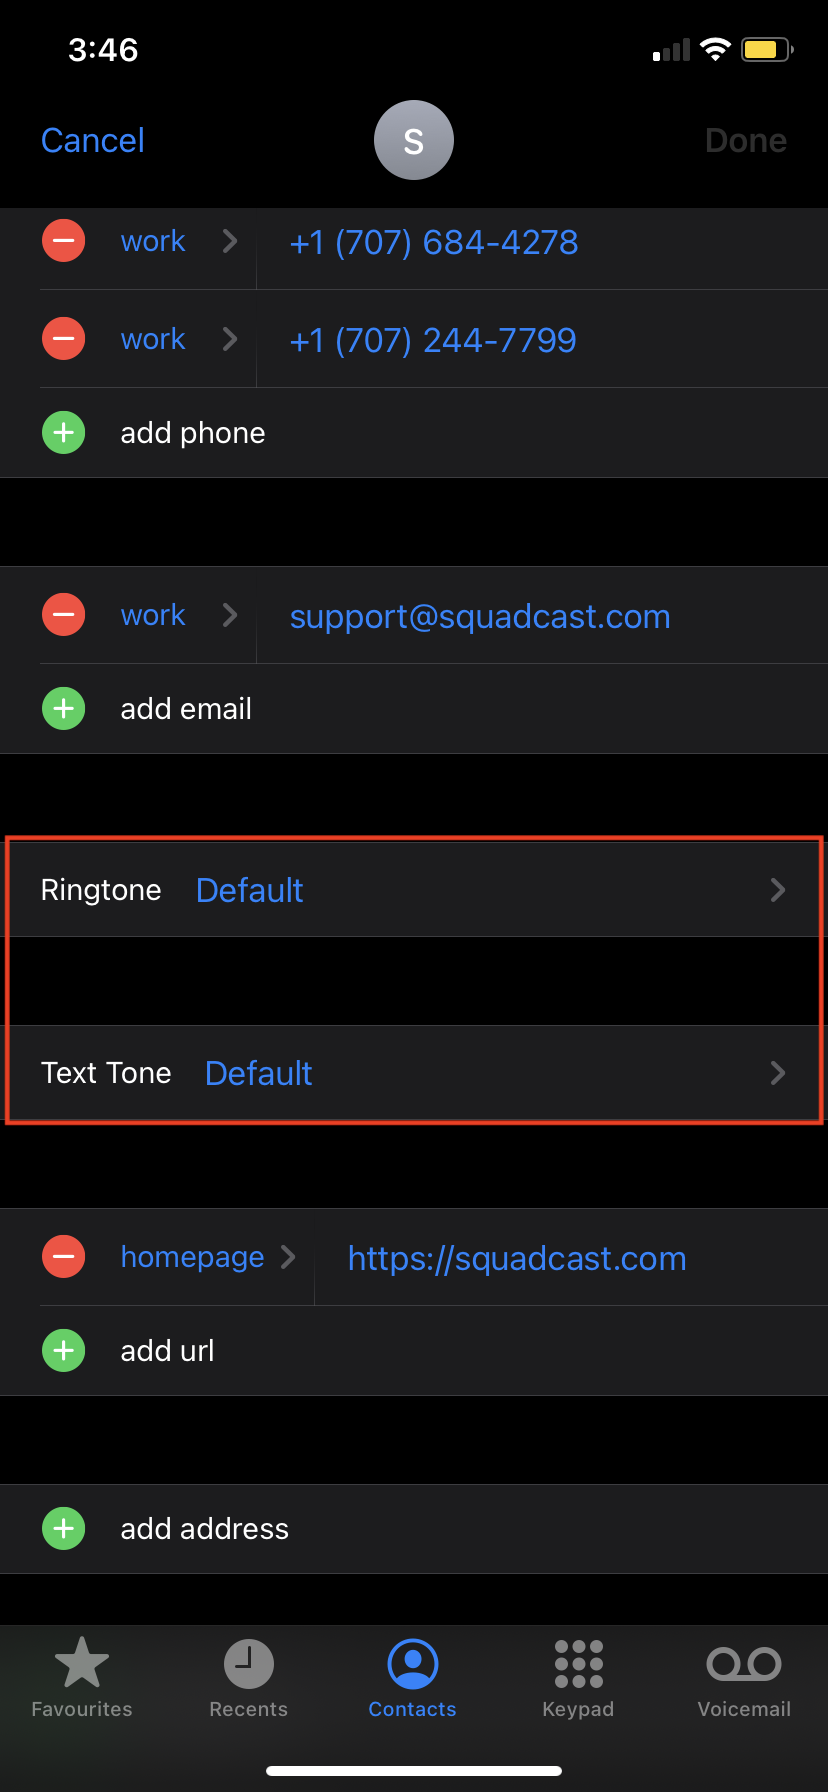 3:46
Cancel
S
Done
work
+1 (707) 684-4278
work
+1 (707) 244-7799
add phone
work
support@squadcast.com
add email
Ringtone Default
Text Tone Default
homepage
https://squadcast.com
add url
add address
Favourites
Recents
Contacts
Keypad
Voicemail